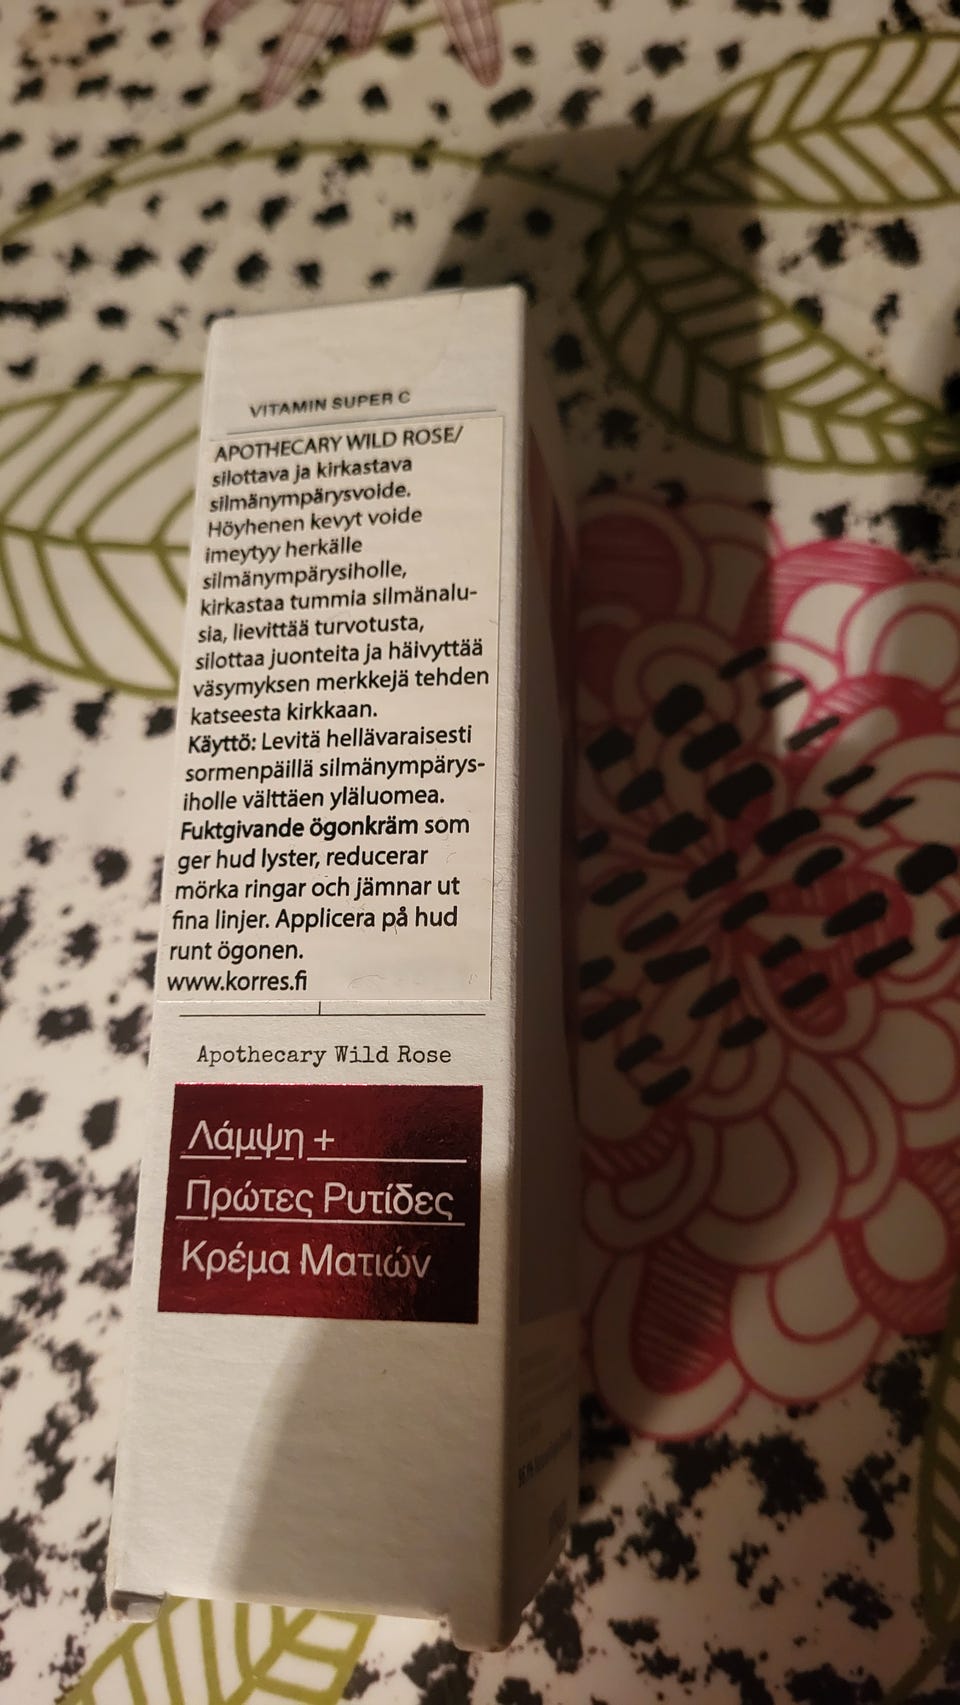 VITAMIN SUPER C
APOTHECARY WILD ROSE/
silottava ja kirkastava
silmänympärysvoide.
Höyhenen kevyt voide
imeytyy herkälle
silmänympärysiholle,
kirkastaa tummia silmänalu-
sia, lievittää turvotusta,
silottaa juonteita ja häivyttää
väsymyksen merkkejä tehden
katseesta kirkkaan.
Käyttö: Levitä hellävaraisesti
sormenpäillä silmänympärys-
iholle välttäen yläluomea.
Fuktgivande ögonkräm som
ger hud lyster, reducerar
mörka ringar och jämnar ut
fina linjer. Applicera på hud
runt ögonen.
www.korres.fi
Apothecary Wild Rose
Λάμψη +
Πρώτες Ρυτίδες
Κρέμα Ματιών